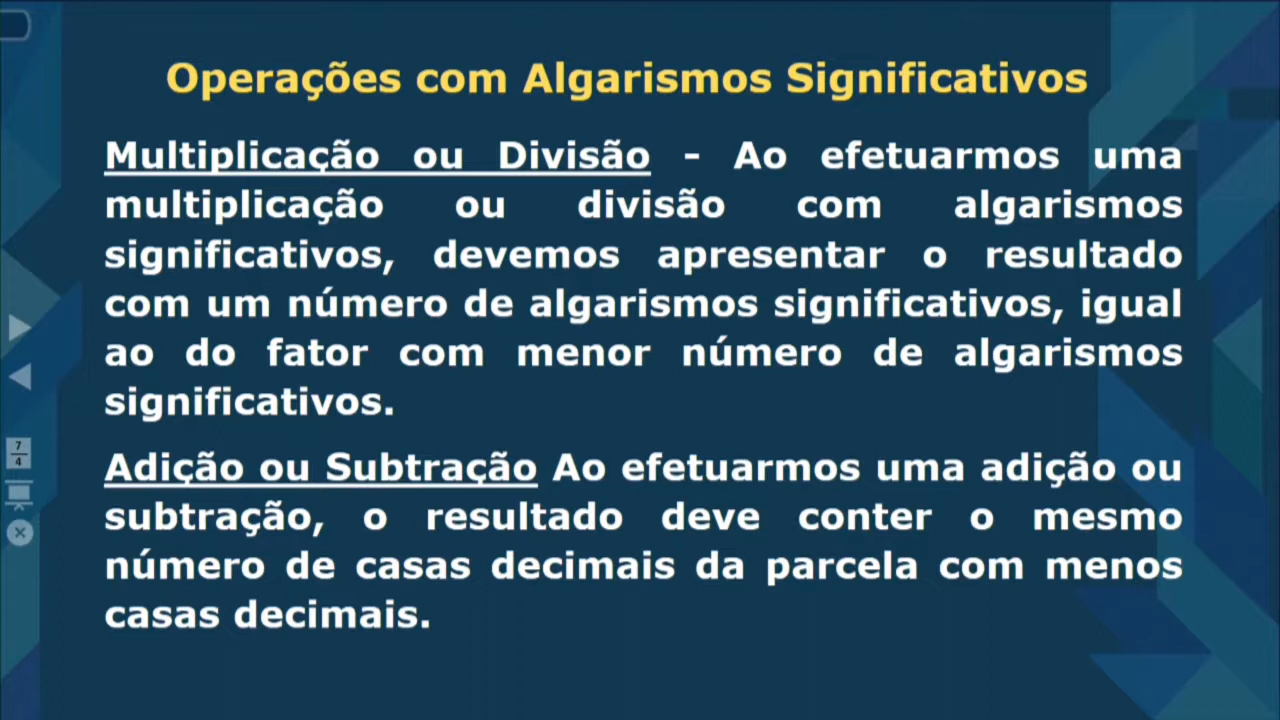 Operações com Algarismos Significativos
Multiplicação ou Divisão - Ao efetuarmos uma
multiplicação ou divisão com algarismos
significativos, devemos apresentar o resultado
com um número de algarismos significativos, igual
ao do fator com menor número de algarismos
significativos.
Adição ou Subtração Ao efetuarmos uma adição ou
subtração, o resultado deve conter o mesmo
número de casas decimais da parcela com menos
casas decimais.
7
4